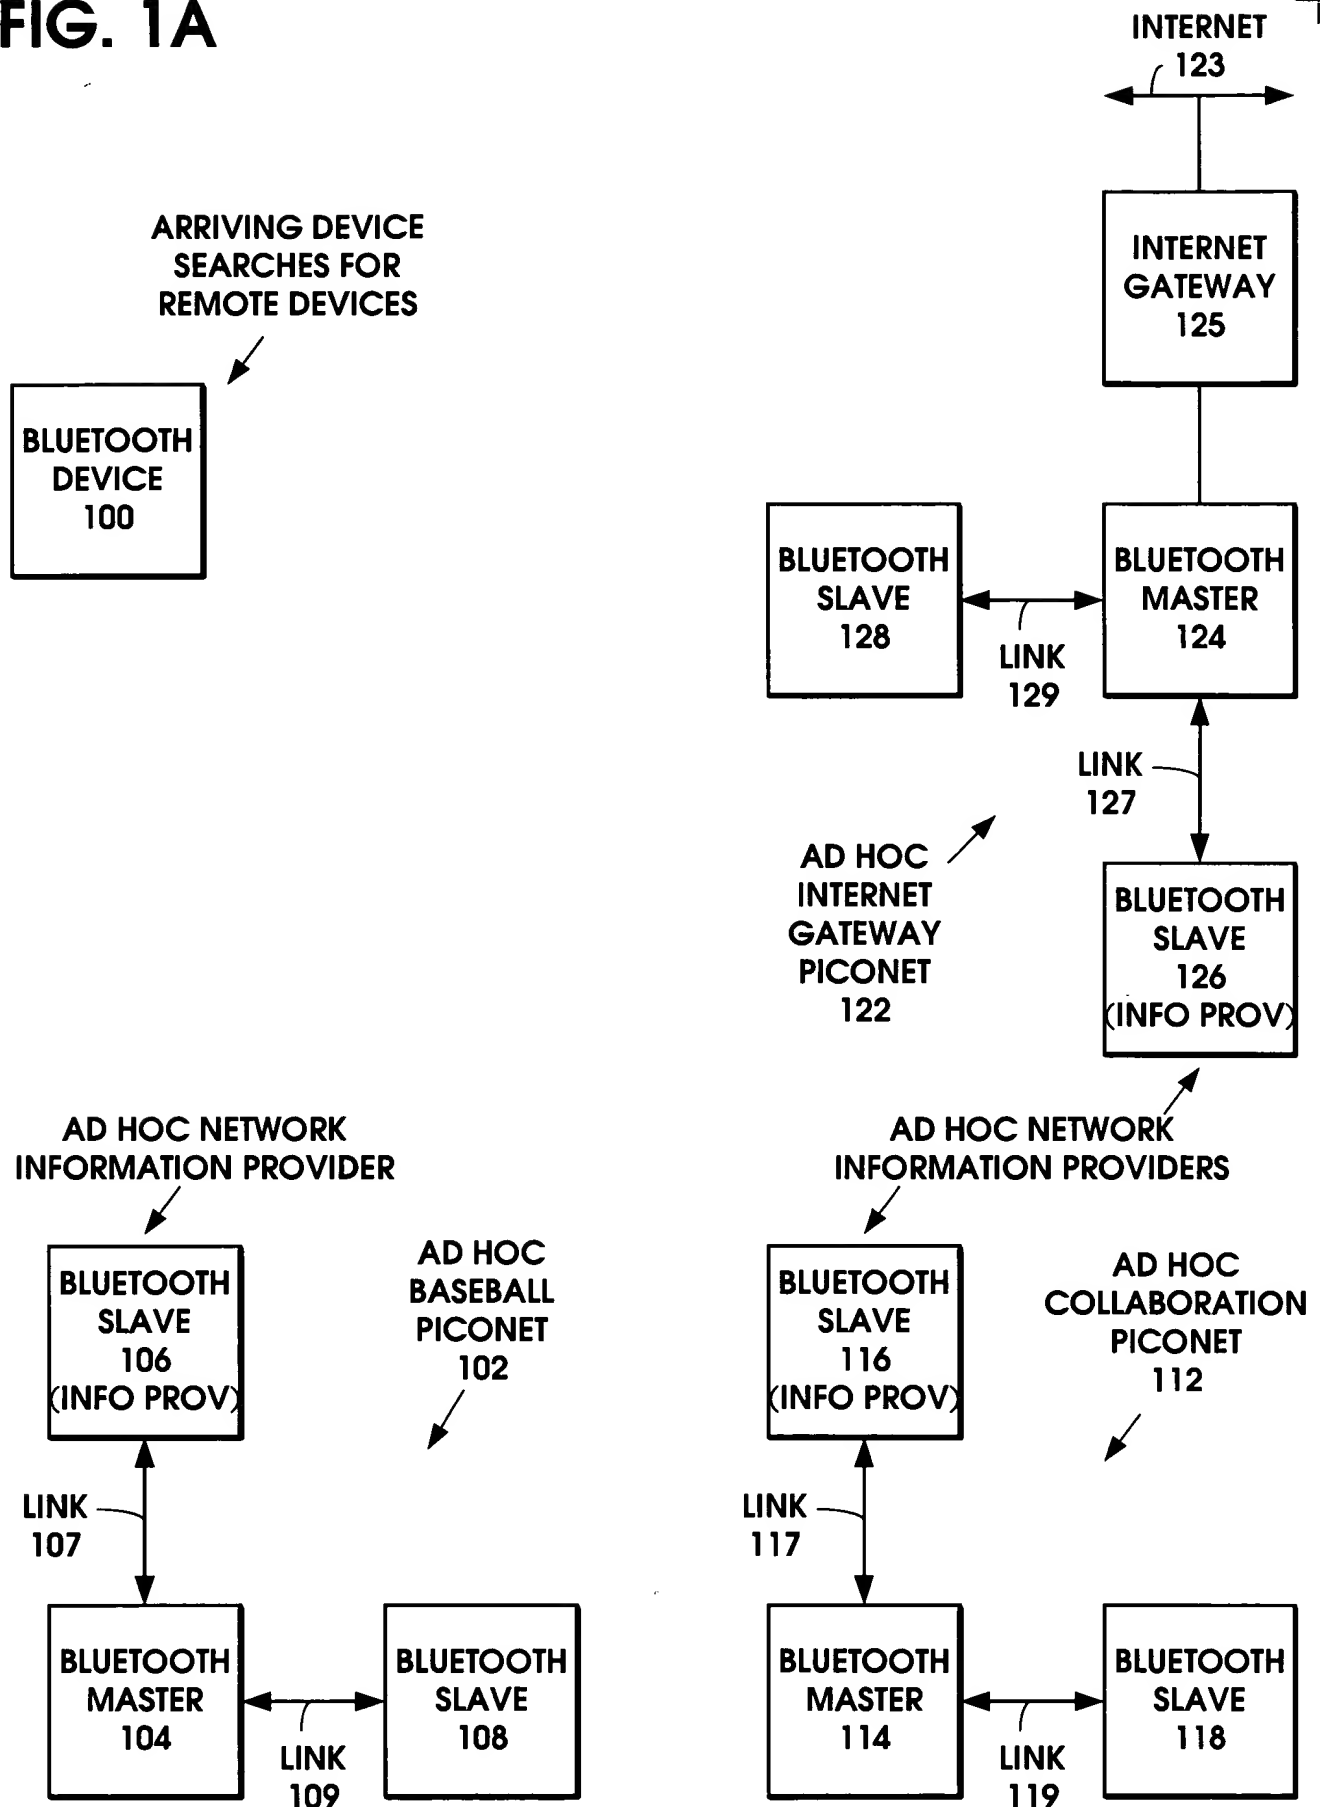 FIG. 1A
INTERNET
123
ARRIVING DEVICE
SEARCHES FOR
REMOTE DEVICES
INTERNET
GATEWAY
125
BLUETOOTH
DEVICE
100
BLUETOOTH
SLAVE
128
BLUETOOTH
MASTER
124
LINK
129
LINK
127
AD HOC
INTERNET
GATEWAY
PICONET
122
BLUETOOTH
SLAVE
126
(INFO PROV)
AD HOC NETWORK
INFORMATION PROVIDER
AD HOC NETWORK
INFORMATION PROVIDERS
BLUETOOTH
SLAVE
106
(INFO PROV)
AD HOC
BASEBALL
PICONET
102
BLUETOOTH
SLAVE
116
(INFO PROV)
AD HOC
COLLABORATION
PICONET
112
LINK
107
LINK
117
BLUETOOTH
MASTER
104
LINK
109
BLUETOOTH
SLAVE
108
BLUETOOTH
MASTER
114
LINK
119
BLUETOOTH
SLAVE
118